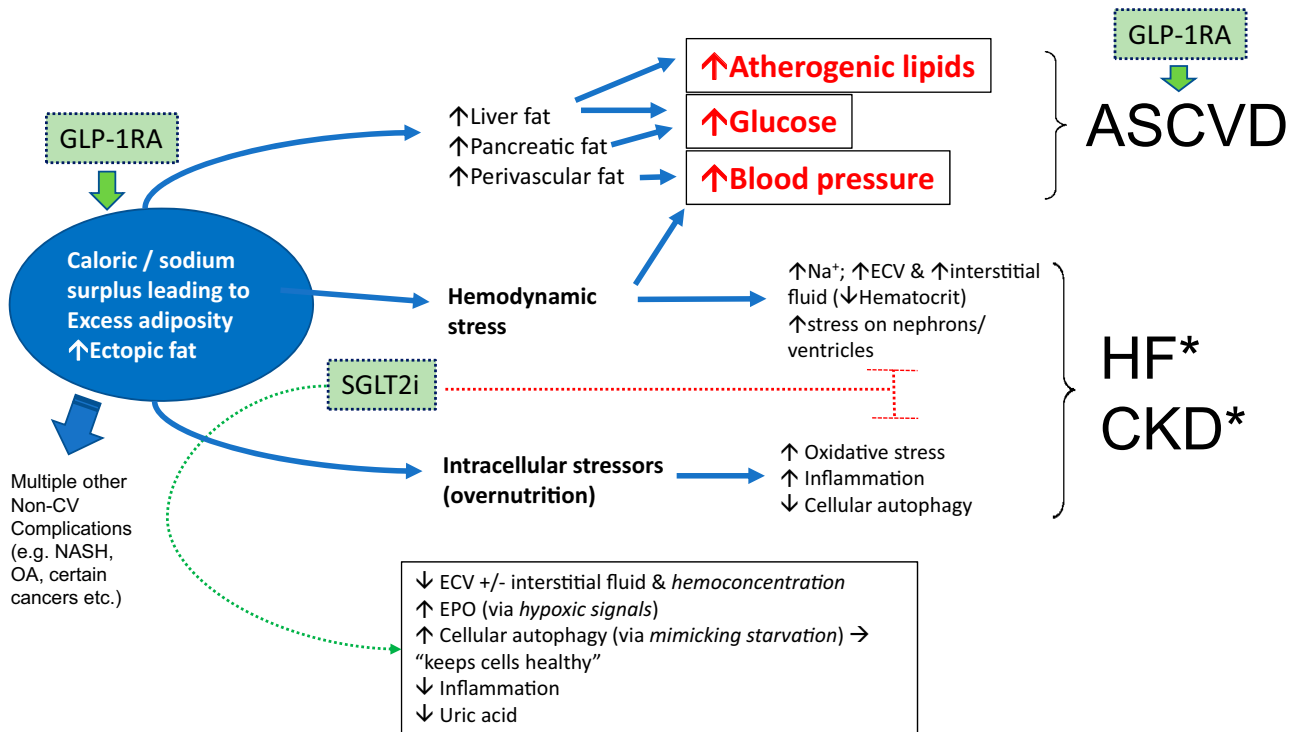 GLP-1RA
GLP-1RA
ASCVD
↑Atherogenic lipids
↑Glucose
↑Blood pressure
↑Liver fat
↑Pancreatic fat
↑Perivascular fat
Caloric / sodium
surplus leading to
Excess adiposity
↑Ectopic fat
Hemodynamic
stress
↑Na⁺; ↑ECV & ↑interstitial
fluid (↓Hematocrit)
↑stress on nephrons/
ventricles
HF*
CKD*
SGLT2i
Intracellular stressors
(overnutrition)
↑ Oxidative stress
↑ Inflammation
↓ Cellular autophagy
Multiple other
Non-CV
Complications
(e.g. NASH,
OA, certain
cancers etc.)
↓ ECV +/- interstitial fluid & hemoconcentration
↑ EPO (via hypoxic signals)
↑ Cellular autophagy (via mimicking starvation) →
“keeps cells healthy”
↓ Inflammation
↓ Uric acid